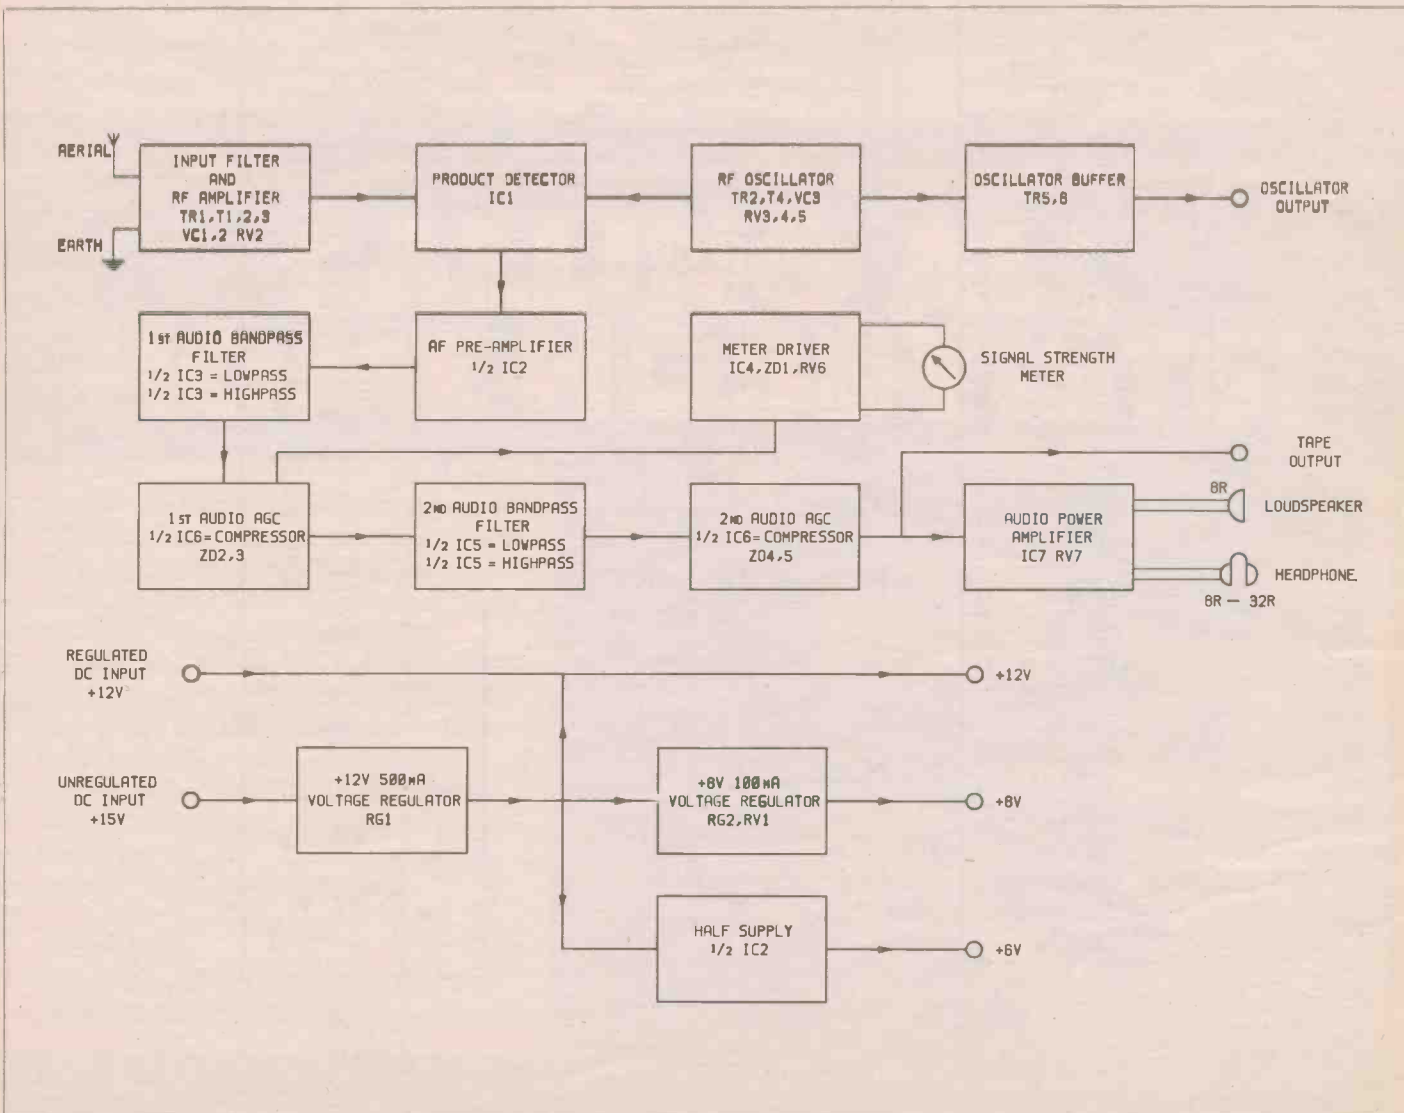 AERIAL
EARTH
INPUT FILTER
AND
RF AMPLIFIER
TR1,T1,2,3
VC1,2 RV2
PRODUCT DETECTOR
IC1
RF OSCILLATOR
TR2,T4,VC3
RV3,4,5
OSCILLATOR BUFFER
TR5,6
OSCILLATOR
OUTPUT
1ST AUDIO BANDPASS
FILTER
1/2 IC3 = LOWPASS
1/2 IC3 = HIGHPASS
AF PRE-AMPLIFIER
1/2 IC2
METER DRIVER
IC4,ZD1,RV6
SIGNAL STRENGTH
METER
1ST AUDIO AGC
1/2 IC6=COMPRESSOR
ZD2,3
2ND AUDIO BANDPASS
FILTER
1/2 IC5 = LOWPASS
1/2 IC5 = HIGHPASS
2ND AUDIO AGC
1/2 IC6=COMPRESSOR
ZD4,5
AUDIO POWER
AMPLIFIER
IC7 RV7
TAPE
OUTPUT
8R
LOUDSPEAKER
HEADPHONE
8R — 32R
REGULATED
DC INPUT
+12V
+12V
UNREGULATED
DC INPUT
+15V
+12V 500mA
VOLTAGE REGULATOR
RG1
+8V 100mA
VOLTAGE REGULATOR
RG2,RV1
+8V
HALF SUPPLY
1/2 IC2
+6V